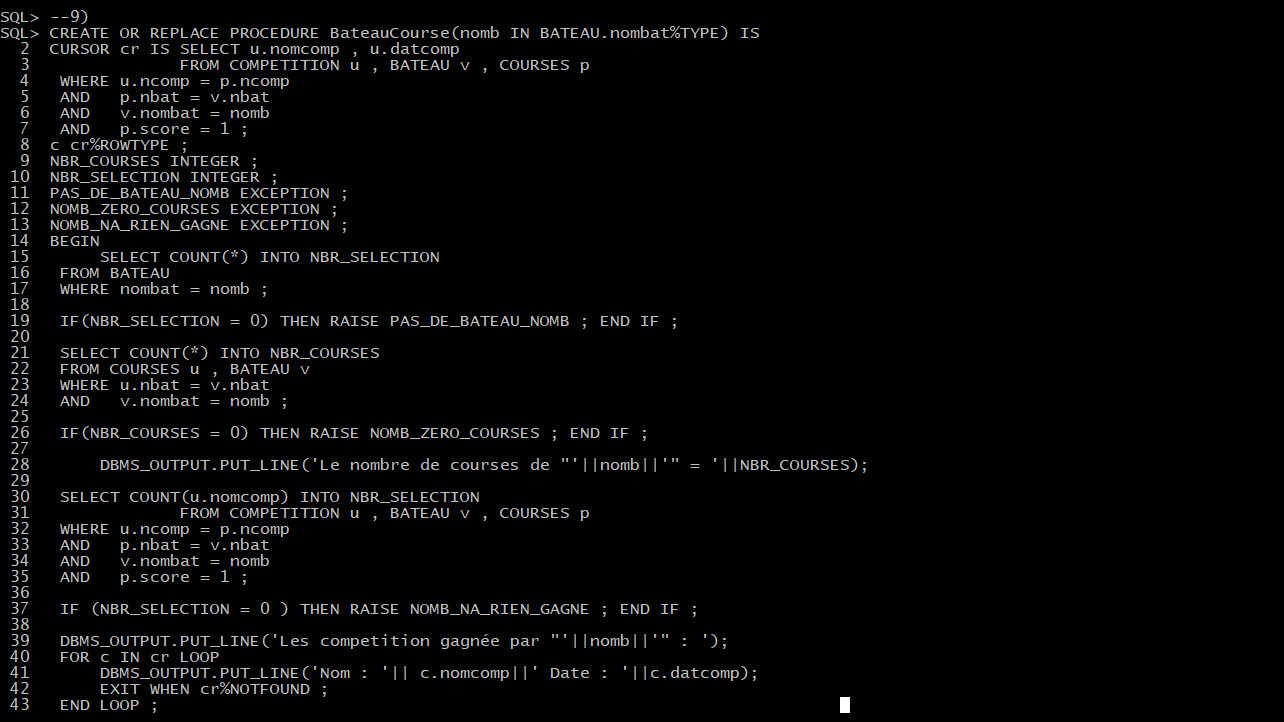 SQL> --9)
SQL> CREATE OR REPLACE PROCEDURE BateauCourse(nomb IN BATEAU.nombat%TYPE) IS
  2  CURSOR cr IS SELECT u.nomcomp , u.datcomp
  3               FROM COMPETITION u , BATEAU v , COURSES p
  4   WHERE u.ncomp = p.ncomp
  5   AND   p.nbat = v.nbat
  6   AND   v.nombat = nomb
  7   AND   p.score = 1 ;
  8  c cr%ROWTYPE ;
  9  NBR_COURSES INTEGER ;
 10  NBR_SELECTION INTEGER ;
 11  PAS_DE_BATEAU_NOMB EXCEPTION ;
 12  NOMB_ZERO_COURSES EXCEPTION ;
 13  NOMB_NA_RIEN_GAGNE EXCEPTION ;
 14  BEGIN
 15       SELECT COUNT(*) INTO NBR_SELECTION
 16   FROM BATEAU
 17   WHERE nombat = nomb ;
 18
 19   IF(NBR_SELECTION = 0) THEN RAISE PAS_DE_BATEAU_NOMB ; END IF ;
 20
 21   SELECT COUNT(*) INTO NBR_COURSES
 22   FROM COURSES u , BATEAU v
 23   WHERE u.nbat = v.nbat
 24   AND   v.nombat = nomb ;
 25
 26   IF(NBR_COURSES = 0) THEN RAISE NOMB_ZERO_COURSES ; END IF ;
 27
 28       DBMS_OUTPUT.PUT_LINE('Le nombre de courses de "'||nomb||'" = '||NBR_COURSES);
 29
 30   SELECT COUNT(u.nomcomp) INTO NBR_SELECTION
 31               FROM COMPETITION u , BATEAU v , COURSES p
 32   WHERE u.ncomp = p.ncomp
 33   AND   p.nbat = v.nbat
 34   AND   v.nombat = nomb
 35   AND   p.score = 1 ;
 36
 37   IF (NBR_SELECTION = 0 ) THEN RAISE NOMB_NA_RIEN_GAGNE ; END IF ;
 38
 39   DBMS_OUTPUT.PUT_LINE('Les competition gagnée par "'||nomb||'" : ');
 40   FOR c IN cr LOOP
 41       DBMS_OUTPUT.PUT_LINE('Nom : '|| c.nomcomp||' Date : '||c.datcomp);
 42       EXIT WHEN cr%NOTFOUND ;
 43   END LOOP ;